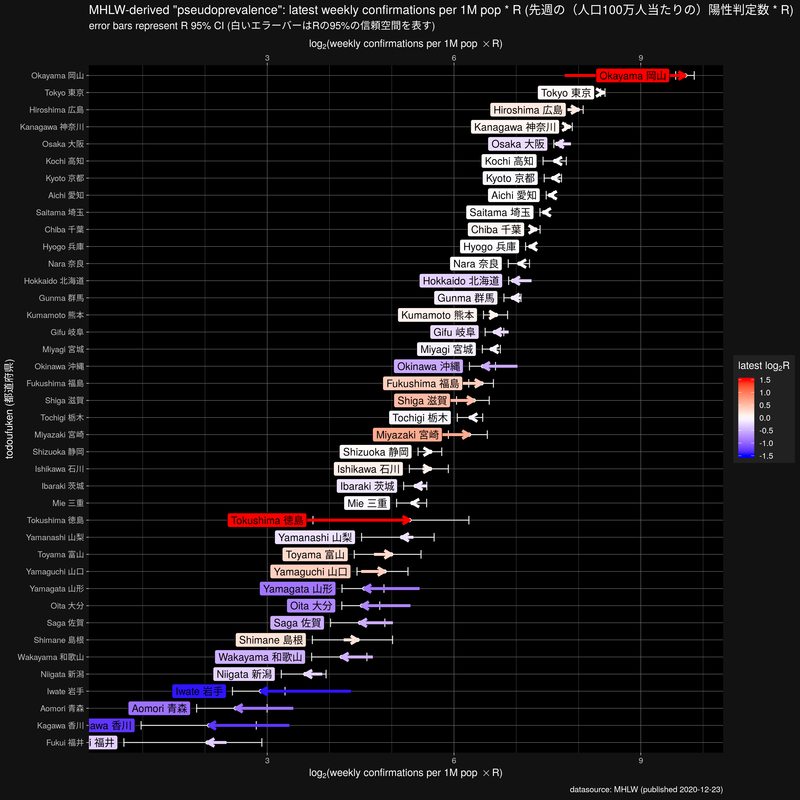 MHLW-derived "pseudoprevalence": latest weekly confirmations per 1M pop * R (先週の（人口100万人当たりの）陽性判定数 * R)
error bars represent R 95% CI (白いエラーバーはRの95%の信頼空間を表す)
log2(weekly confirmations per 1M pop × R)
3 6 9
Okayama 岡山 Okayama 岡山
Tokyo 東京 Tokyo 東京
Hiroshima 広島 Hiroshima 広島
Kanagawa 神奈川 Kanagawa 神奈川
Osaka 大阪 Osaka 大阪
Kochi 高知 Kochi 高知
Kyoto 京都 Kyoto 京都
Aichi 愛知 Aichi 愛知
Saitama 埼玉 Saitama 埼玉
Chiba 千葉 Chiba 千葉
Hyogo 兵庫 Hyogo 兵庫
Nara 奈良 Nara 奈良
Hokkaido 北海道 Hokkaido 北海道
Gunma 群馬 Gunma 群馬
Kumamoto 熊本 Kumamoto 熊本
Gifu 岐阜 Gifu 岐阜
Miyagi 宮城 Miyagi 宮城
Okinawa 沖縄 Okinawa 沖縄
Fukushima 福島 Fukushima 福島
Shiga 滋賀 Shiga 滋賀
Tochigi 栃木 Tochigi 栃木
Miyazaki 宮崎 Miyazaki 宮崎
Shizuoka 静岡 Shizuoka 静岡
Ishikawa 石川 Ishikawa 石川
Ibaraki 茨城 Ibaraki 茨城
Mie 三重 Mie 三重
Tokushima 徳島 Tokushima 徳島
Yamanashi 山梨 Yamanashi 山梨
Toyama 富山 Toyama 富山
Yamaguchi 山口 Yamaguchi 山口
Yamagata 山形 Yamagata 山形
Oita 大分 Oita 大分
Saga 佐賀 Saga 佐賀
Shimane 島根 Shimane 島根
Wakayama 和歌山 Wakayama 和歌山
Niigata 新潟 Niigata 新潟
Iwate 岩手 Iwate 岩手
Aomori 青森 Aomori 青森
Kagawa 香川 awa 香川
Fukui 福井 i 福井
3 6 9
log2(weekly confirmations per 1M pop × R)
todoufuken (都道府県)
latest log2R
1.5
1.0
0.5
0.0
-0.5
-1.0
-1.5
datasource: MHLW (published 2020-12-23)